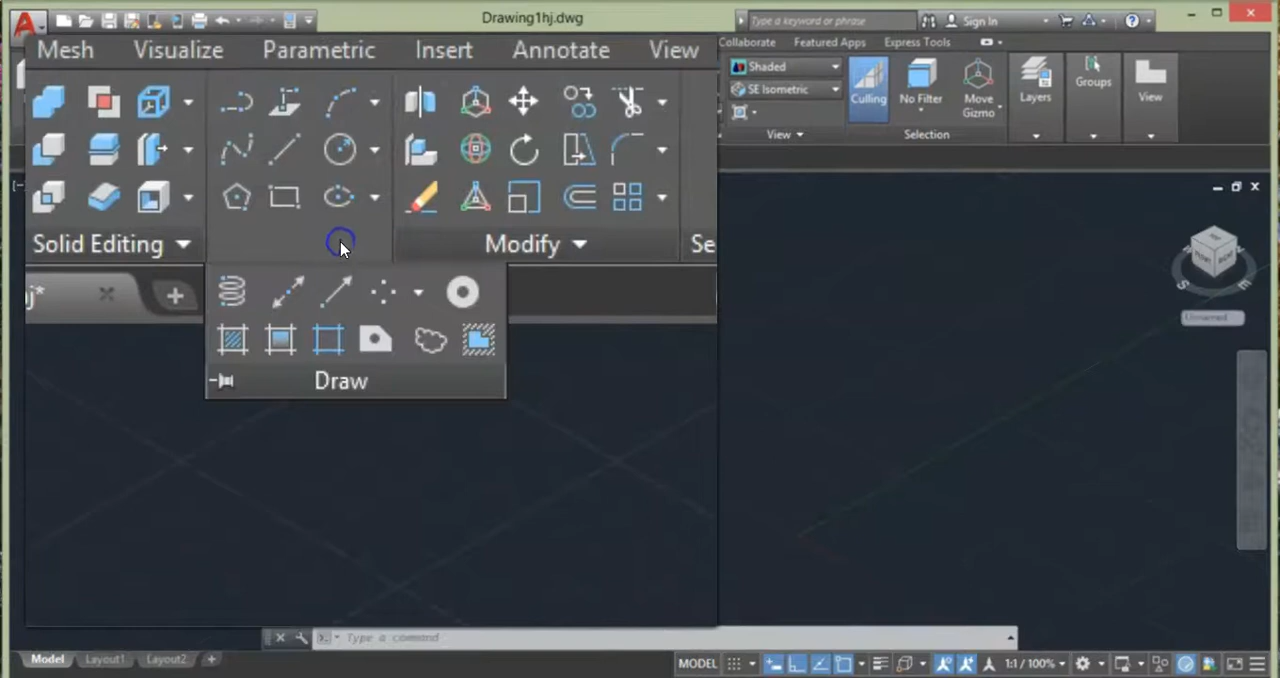 Drawing1hj.dwg
Type a keyword or phrase
Sign In
Mesh Visualize Parametric Insert Annotate View
Collaborate Featured Apps Express Tools
Shaded
SE Isometric
Culling No Filter Move Gizmo Layers Groups View
View Selection
Solid Editing Modify Se
j*
Draw
Unnamed
Type a command
Model Layout1 Layout2
MODEL 1:1 / 100%